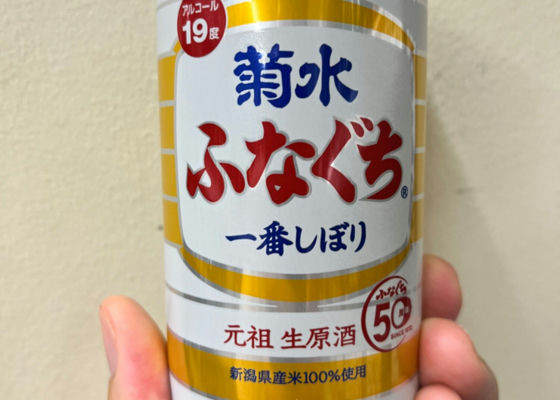 アルコール
19度
菊水
ふなぐち®
一番しぼり
ふなぐち
50
SINCE 1972
元祖 生原酒
新潟県産米100%使用